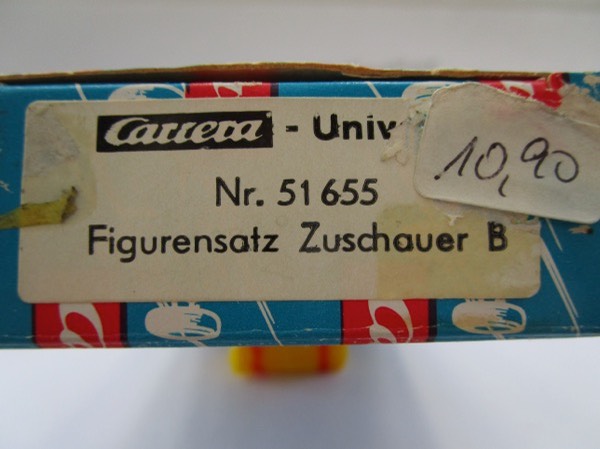 Carrera - Univ
10,90
Nr. 51 655
Figurensatz Zuschauer B